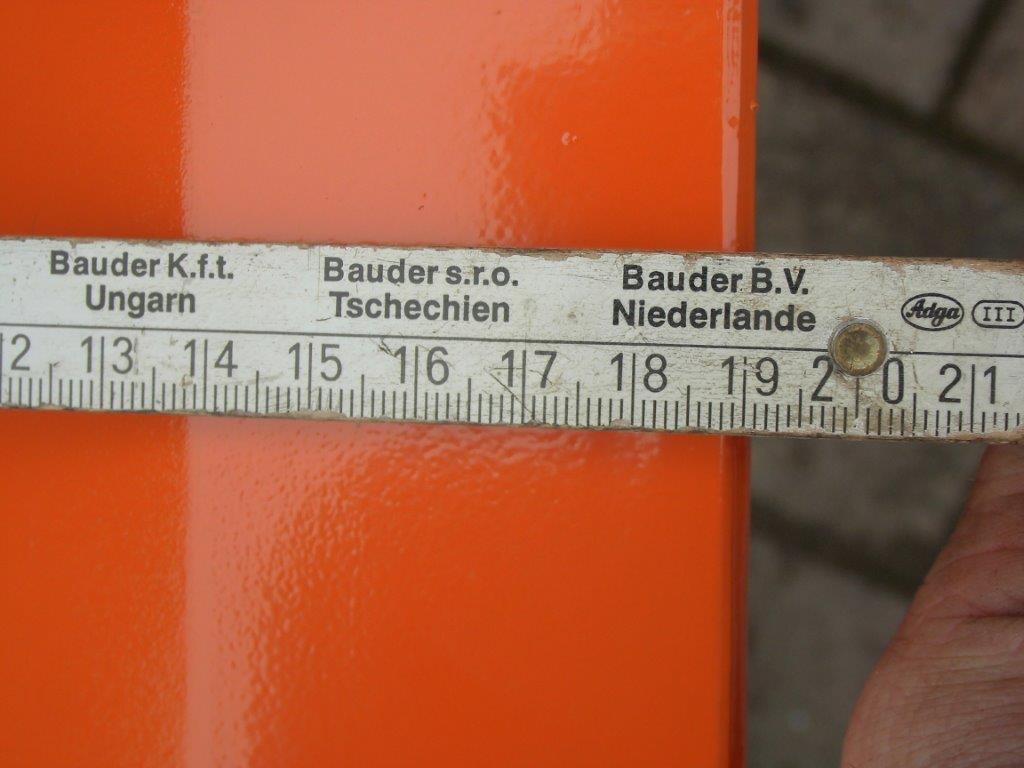 Bauder K.f.t.
Ungarn
Bauder s.r.o.
Tschechien
Bauder B.V.
Niederlande
Adga III
12 13 14 15 16 17 18 19 20 21